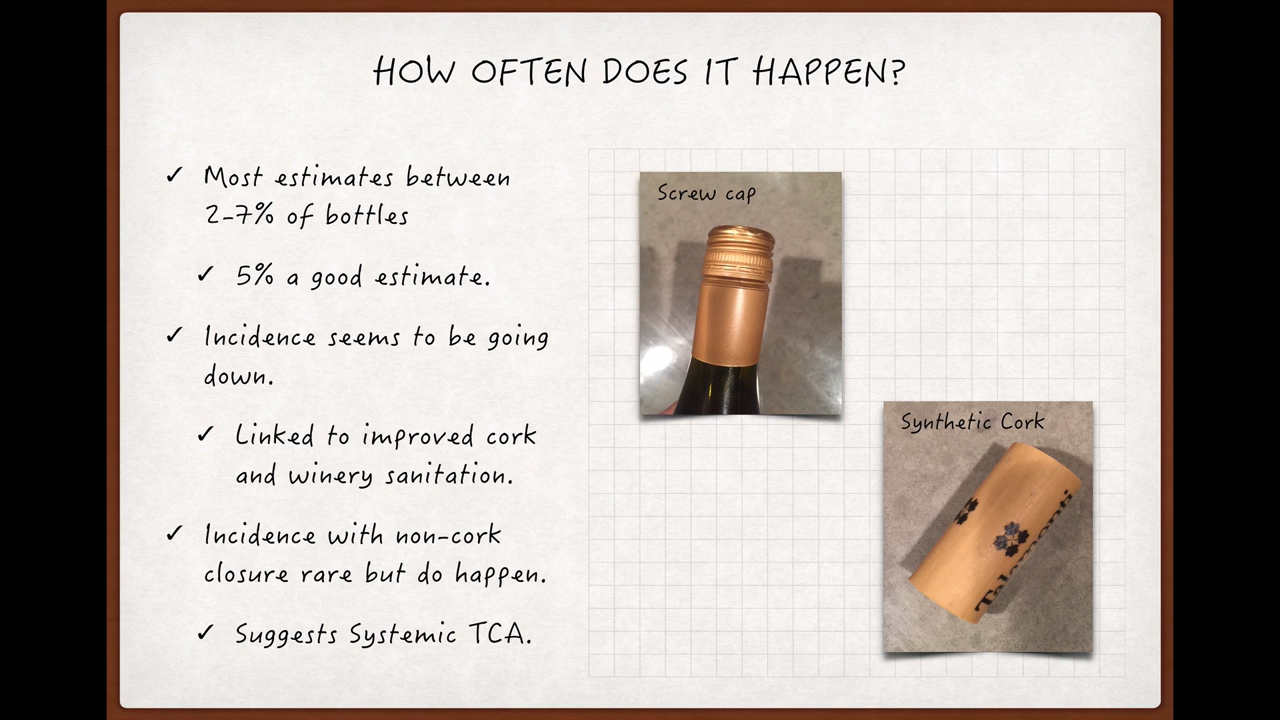 HOW OFTEN DOES IT HAPPEN?
✓ Most estimates between
2-7% of bottles
✓ 5% a good estimate.
✓ Incidence seems to be going
down.
✓ Linked to improved cork
and winery sanitation.
✓ Incidence with non-cork
closure rare but do happen.
✓ Suggests Systemic TCA.
Screw cap
Synthetic Cork